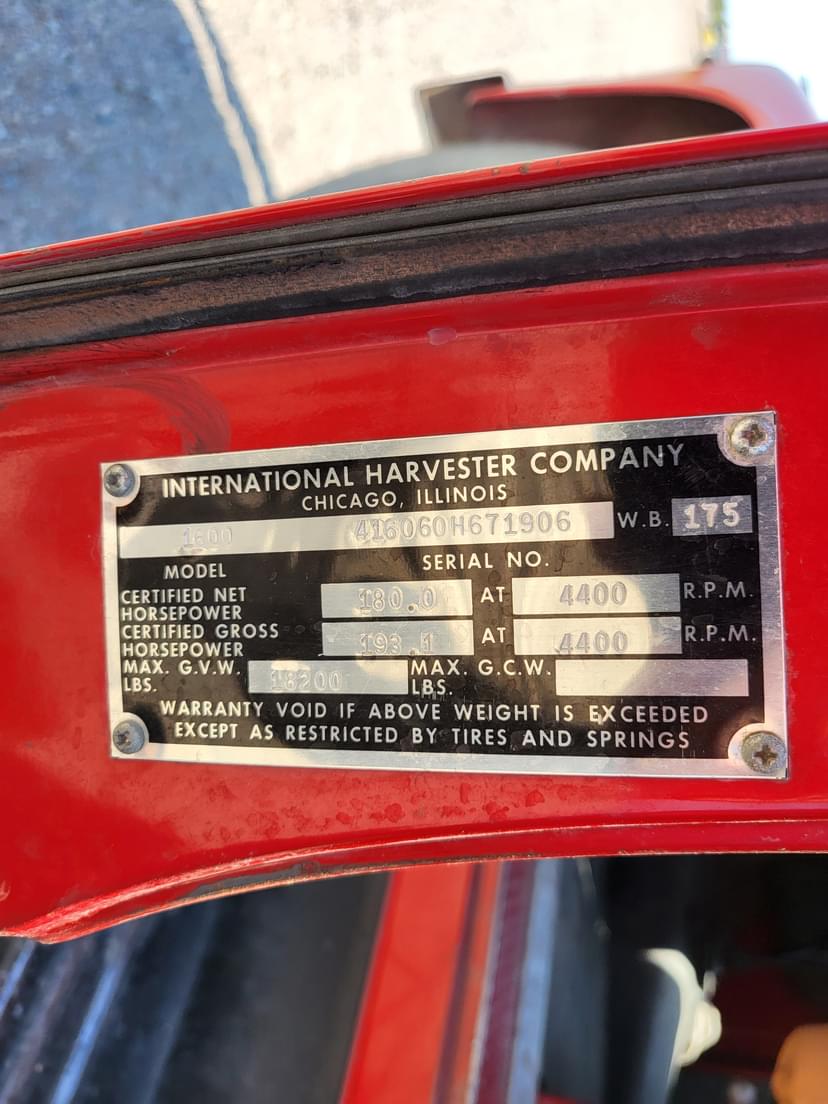 INTERNATIONAL HARVESTER COMPANY
CHICAGO, ILLINOIS
1600 416060H671906 W.B. 175
MODEL SERIAL NO.
CERTIFIED NET HORSEPOWER 180.0 AT 4400 R.P.M.
CERTIFIED GROSS HORSEPOWER 193.1 AT 4400 R.P.M.
MAX. G.V.W. LBS. 18200 MAX. G.C.W. LBS.
WARRANTY VOID IF ABOVE WEIGHT IS EXCEEDED
EXCEPT AS RESTRICTED BY TIRES AND SPRINGS